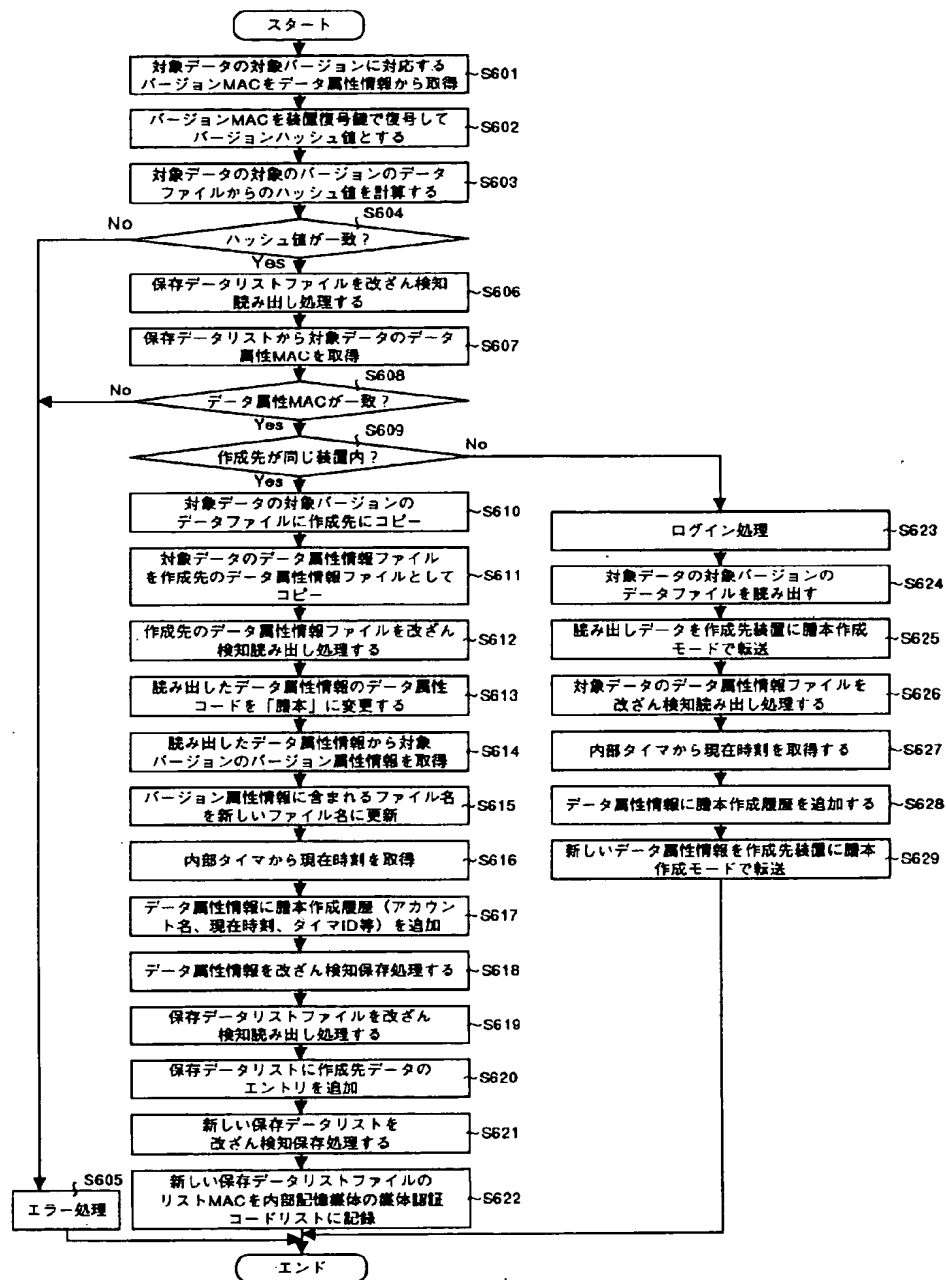 スタート
対象データの対象バージョンに対応する
バージョンMACをデータ属性情報から取得
S601
バージョンMACを装置復号鍵で復号して
バージョンハッシュ値とする
S602
対象データの対象のバージョンのデータ
ファイルからのハッシュ値を計算する
S603
S604
No
ハッシュ値が一致？
Yes
保存データリストファイルを改ざん検知
読み出し処理する
S606
保存データリストから対象データのデータ
属性MACを取得
S607
S608
No
データ属性MACが一致？
Yes
S609
No
作成先が同じ装置内？
Yes
対象データの対象バージョンの
データファイルに作成先にコピー
S610
対象データのデータ属性情報ファイル
を作成先のデータ属性情報ファイルとして
コピー
S611
作成先のデータ属性情報ファイルを改ざん
検知読み出し処理する
S612
読み出したデータ属性情報のデータ属性
コードを「謄本」に変更する
S613
読み出したデータ属性情報から対象
バージョンのバージョン属性情報を取得
S614
バージョン属性情報に含まれるファイル名
を新しいファイル名に更新
S615
内部タイマから現在時刻を取得
S616
データ属性情報に謄本作成履歴（アカウン
ト名、現在時刻、タイマID等）を追加
S617
データ属性情報を改ざん検知保存処理する
S618
保存データリストファイルを改ざん
検知読み出し処理する
S619
保存データリストに作成先データの
エントリを追加
S620
新しい保存データリストを
改ざん検知保存処理する
S621
新しい保存データリストファイルの
リストMACを内部記憶媒体の媒体認証
コードリストに記録
S622
ログイン処理
S623
対象データの対象バージョンの
データファイルを読み出す
S624
読み出しデータを作成先装置に謄本作成
モードで転送
S625
対象データのデータ属性情報ファイルを
改ざん検知読み出し処理する
S626
内部タイマから現在時刻を取得する
S627
データ属性情報に謄本作成履歴を追加する
S628
新しいデータ属性情報を作成先装置に謄本
作成モードで転送
S629
S605
エラー処理
エンド